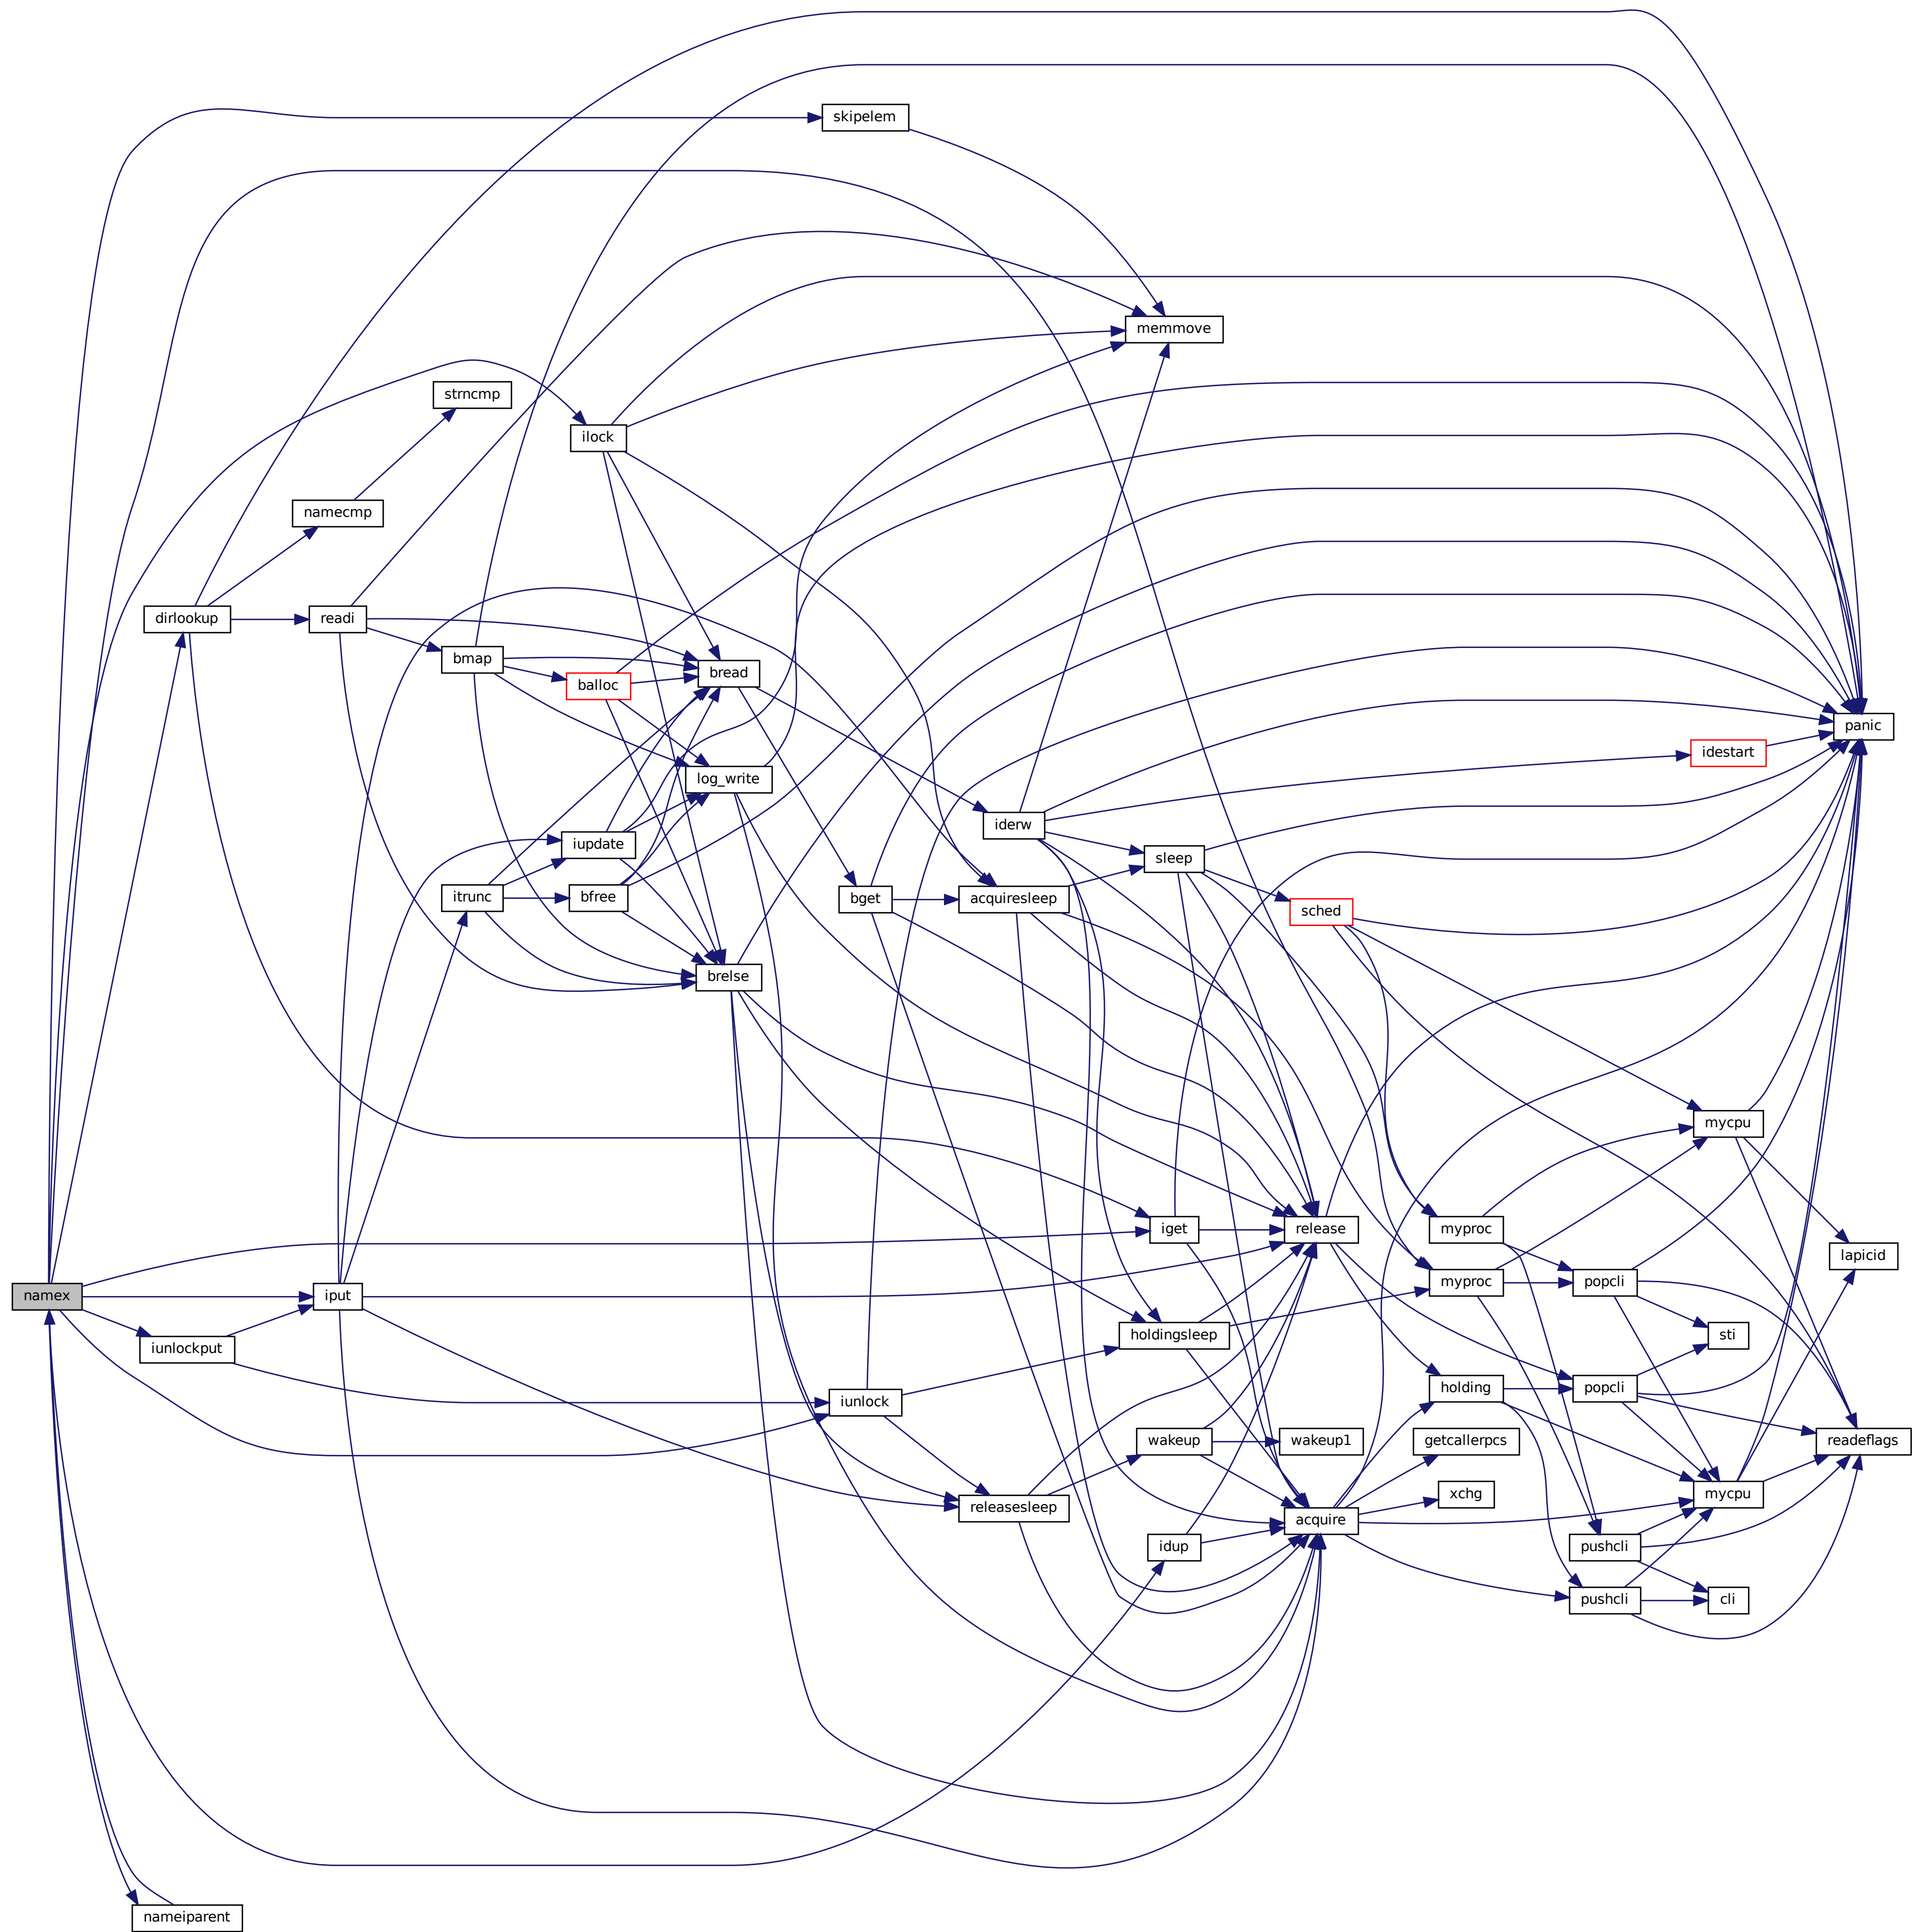 skipelem
memmove
strncmp
ilock
namecmp
dirlookup
readi
bmap
bread
balloc
panic
idestart
log_write
iderw
iupdate
sleep
itrunc
bfree
bget
acquiresleep
sched
brelse
mycpu
iget
release
myproc
lapicid
namex
iput
myproc
popcli
iunlockput
holdingsleep
sti
iunlock
holding
popcli
wakeup
wakeup1
getcallerpcs
readeflags
releasesleep
xchg
mycpu
acquire
idup
pushcli
pushcli
cli
nameiparent